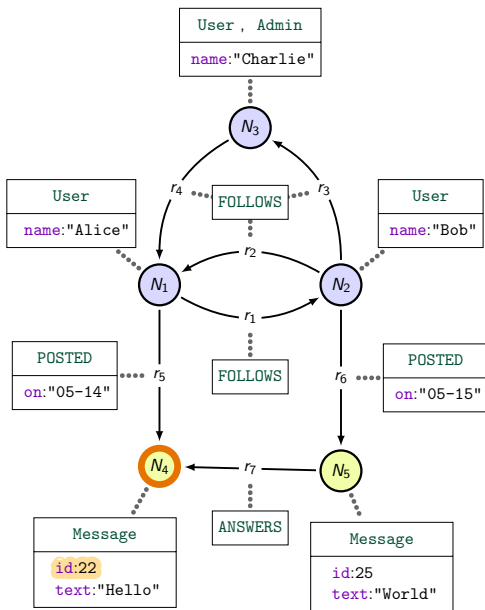 User , Admin
name:"Charlie"
N3
r4
FOLLOWS
r3
User
name:"Alice"
User
name:"Bob"
r2
N1
N2
r1
POSTED
on:"05-14"
r5
FOLLOWS
r6
POSTED
on:"05-15"
N4
r7
N5
Message
id:22
text:"Hello"
ANSWERS
Message
id:25
text:"World"